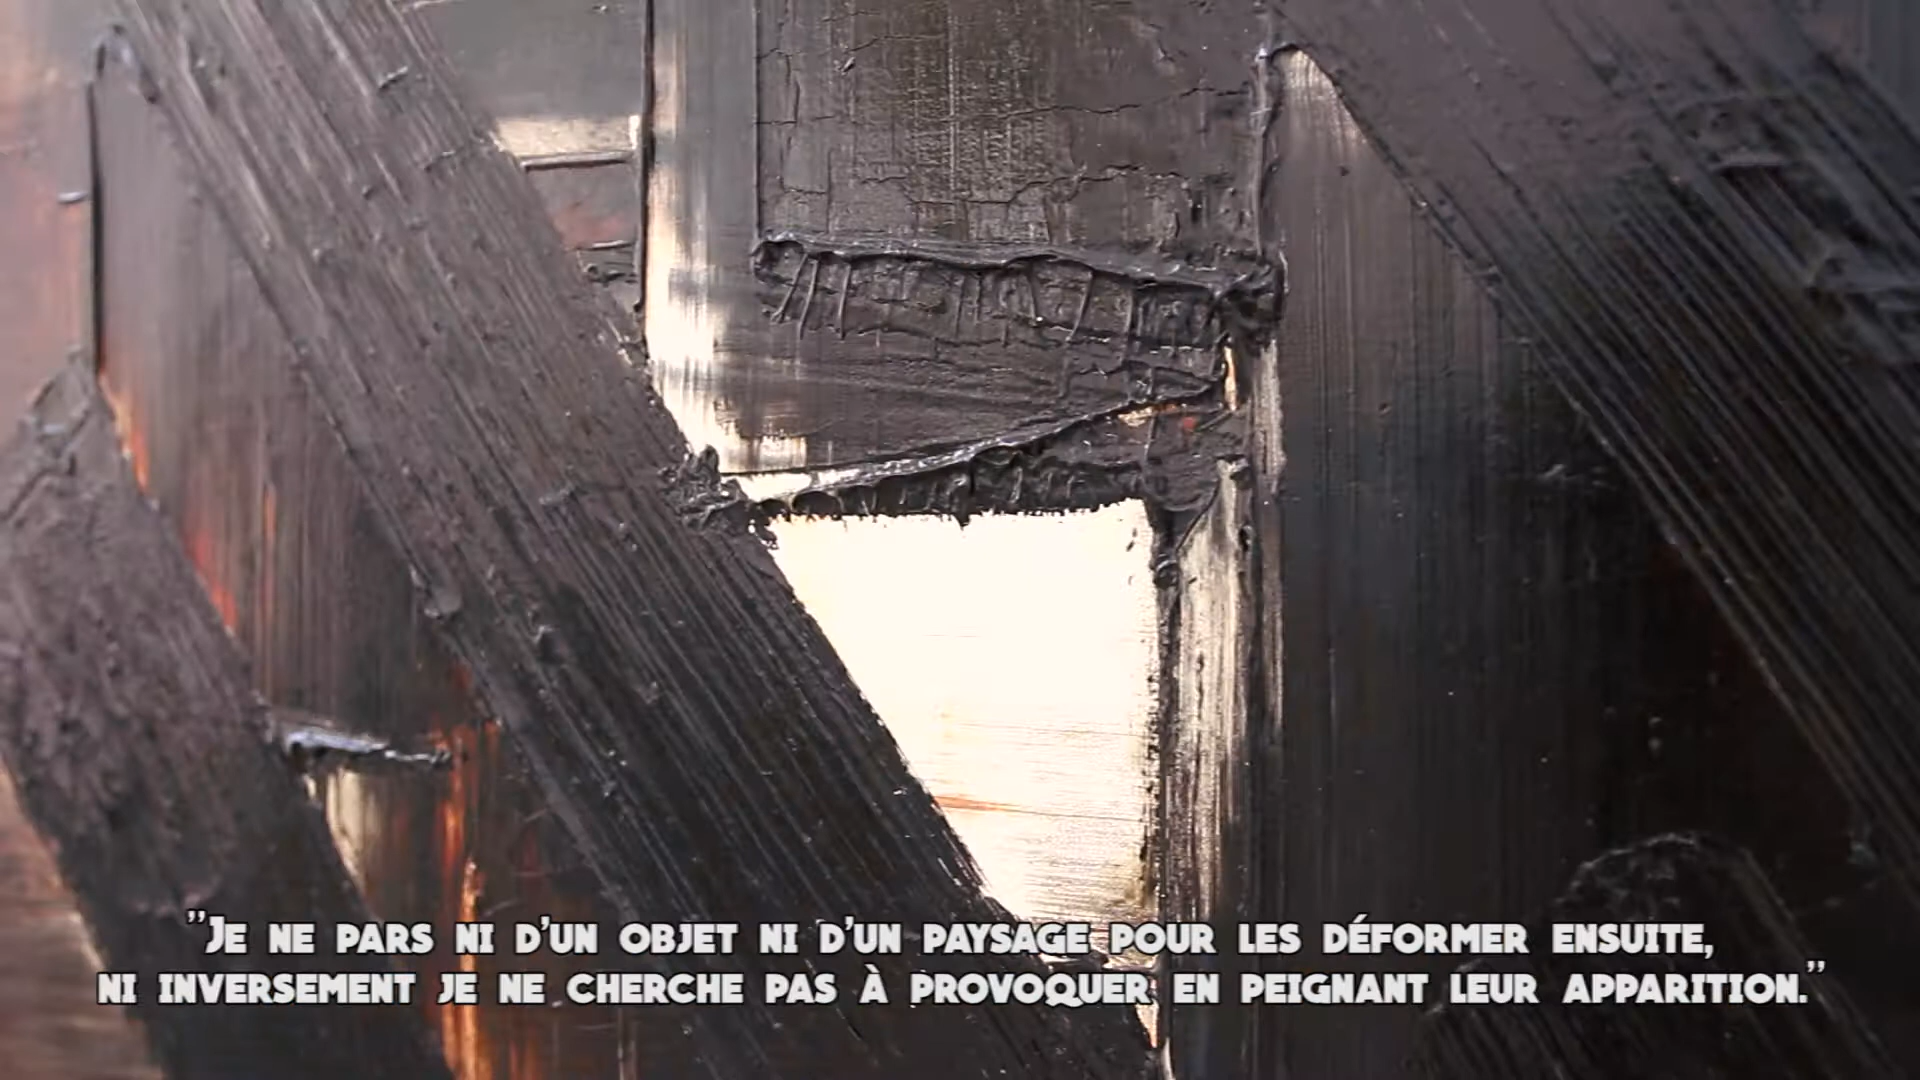 "Je ne pars ni d'un objet ni d'un paysage pour les déformer ensuite,
ni inversement je ne cherche pas à provoquer en peignant leur apparition."